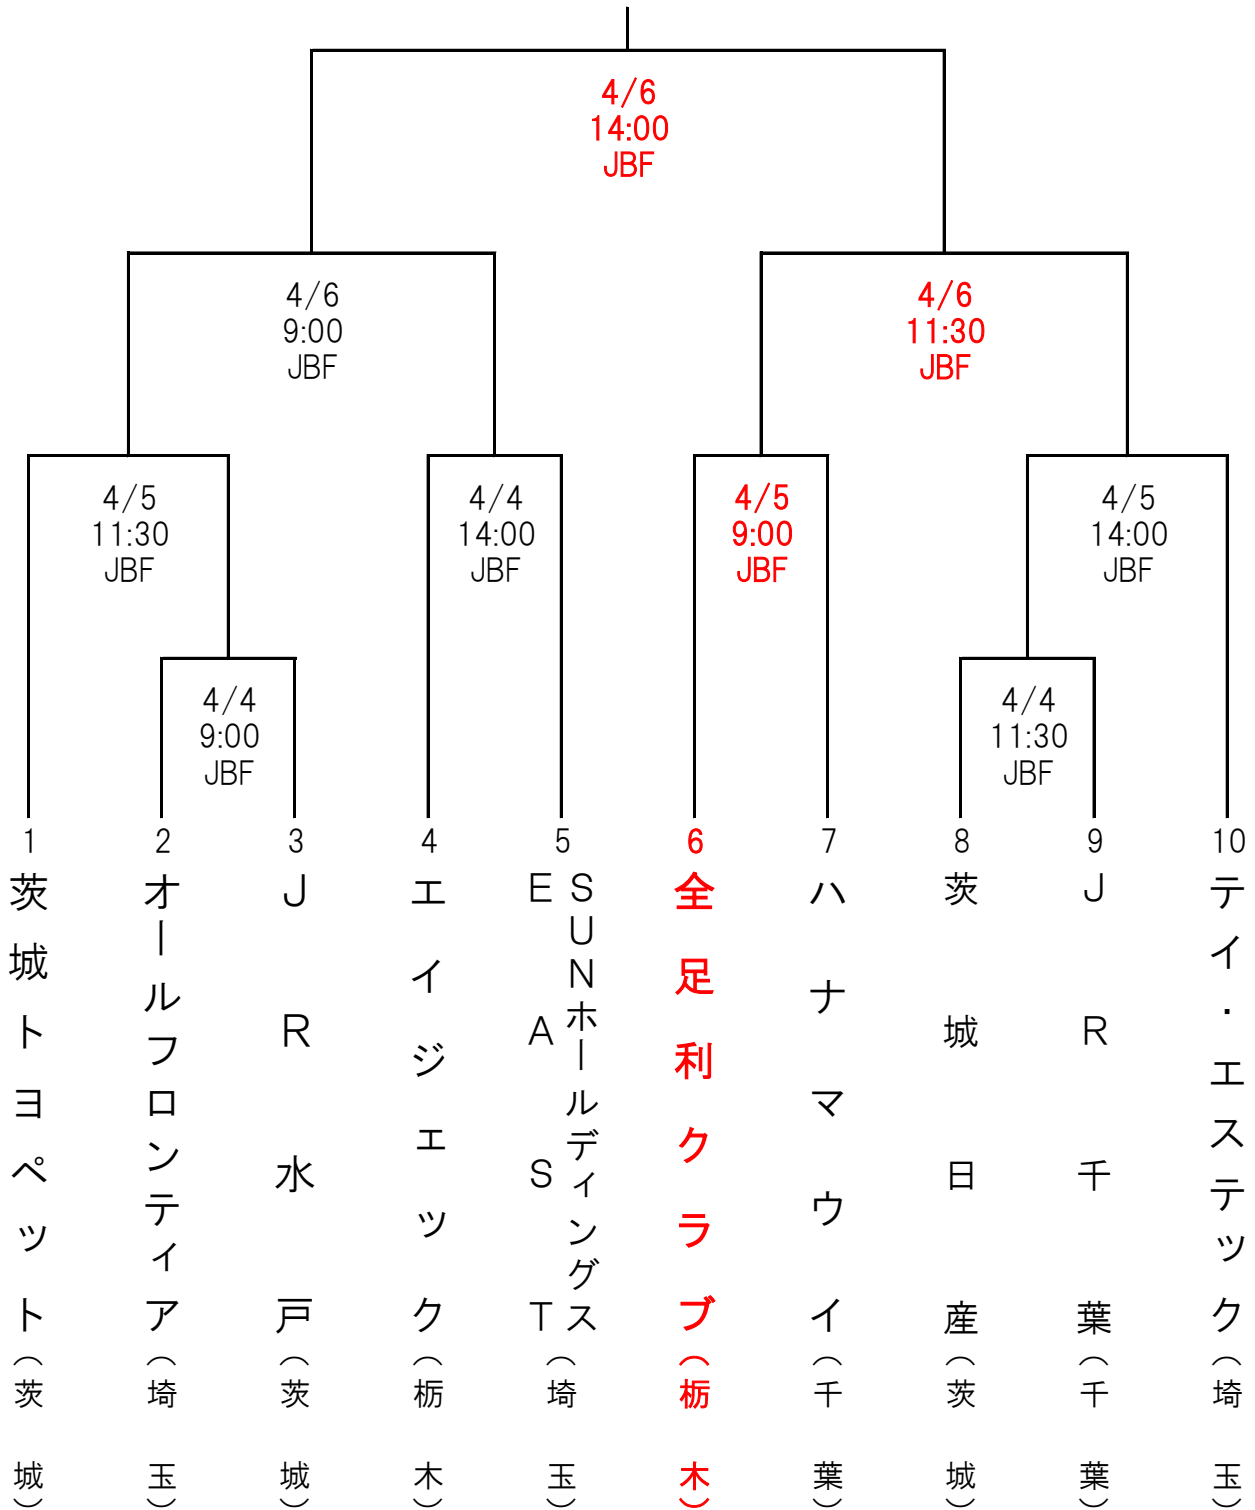 4/6
14:00
JBF
4/6
9:00
JBF
4/6
11:30
JBF
4/5
11:30
JBF
4/4
14:00
JBF
4/5
9:00
JBF
4/5
14:00
JBF
4/4
9:00
JBF
4/4
11:30
JBF
1
2
3
4
5
6
7
8
9
10
茨城トヨペット(茨城)
オールフロンティア(埼玉)
JR水戸(茨城)
エイジェック(栃木)
SUNホールディングス
EAST(埼玉)
全足利クラブ(栃木)
ハナマウイ(千葉)
茨城日産(茨城)
JR千葉(千葉)
テイ・エステック(埼玉)